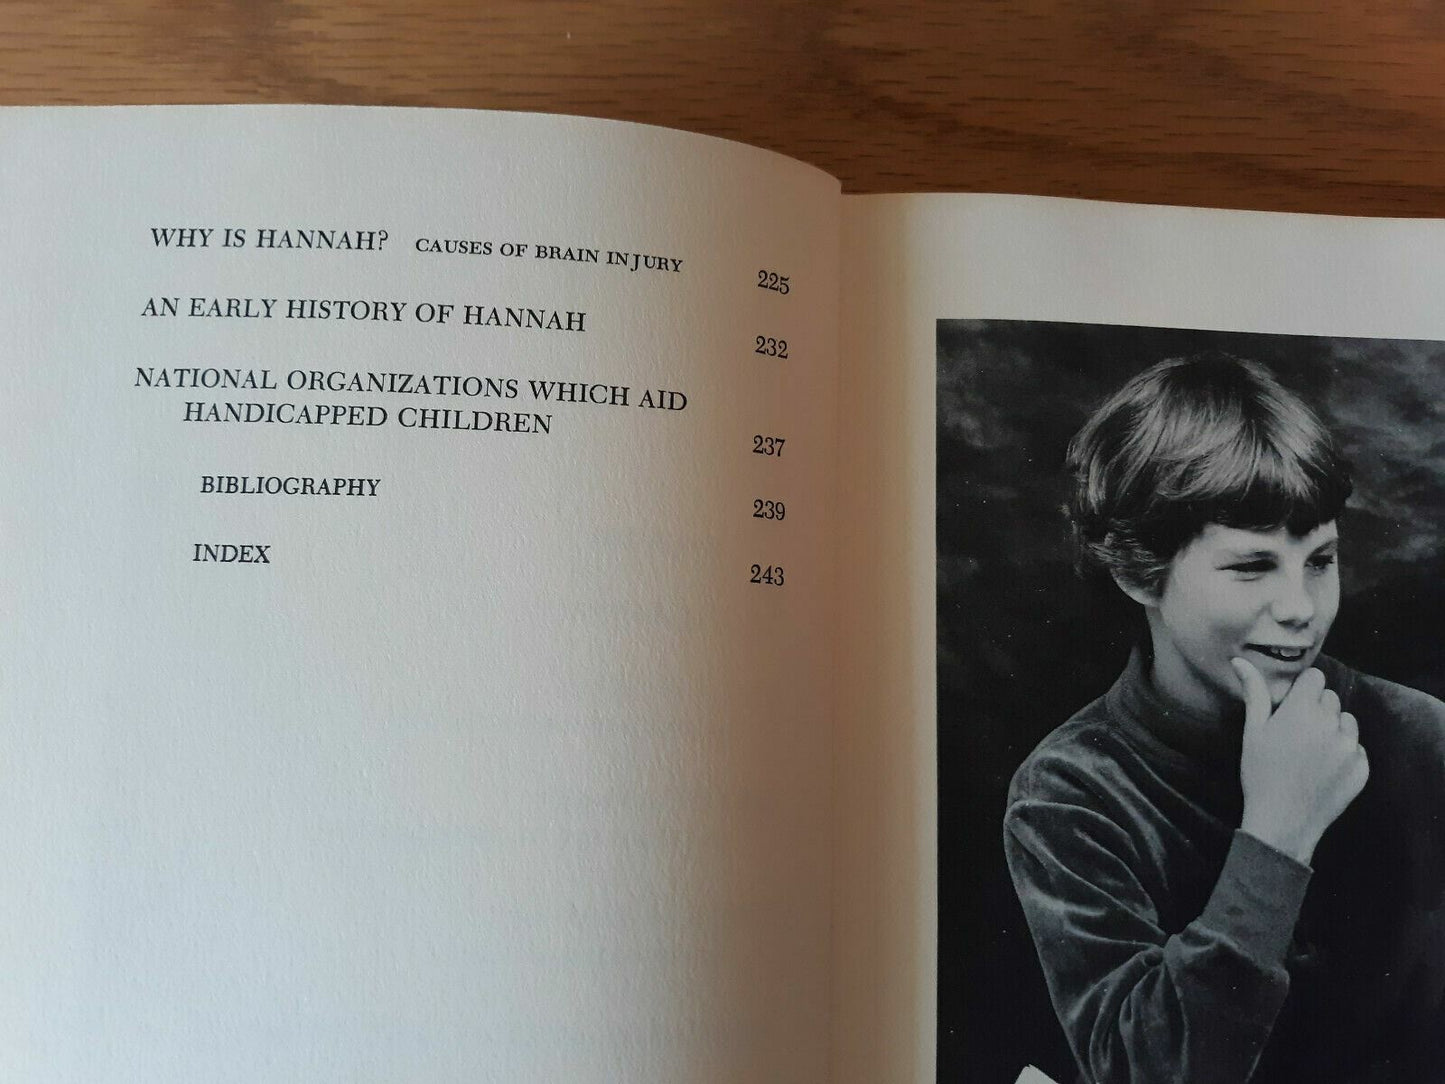 WHY IS HANNAH? CAUSES OF BRAIN INJURY 225
AN EARLY HISTORY OF HANNAH 232
NATIONAL ORGANIZATIONS WHICH AID
HANDICAPPED CHILDREN 237
BIBLIOGRAPHY 239
INDEX 243